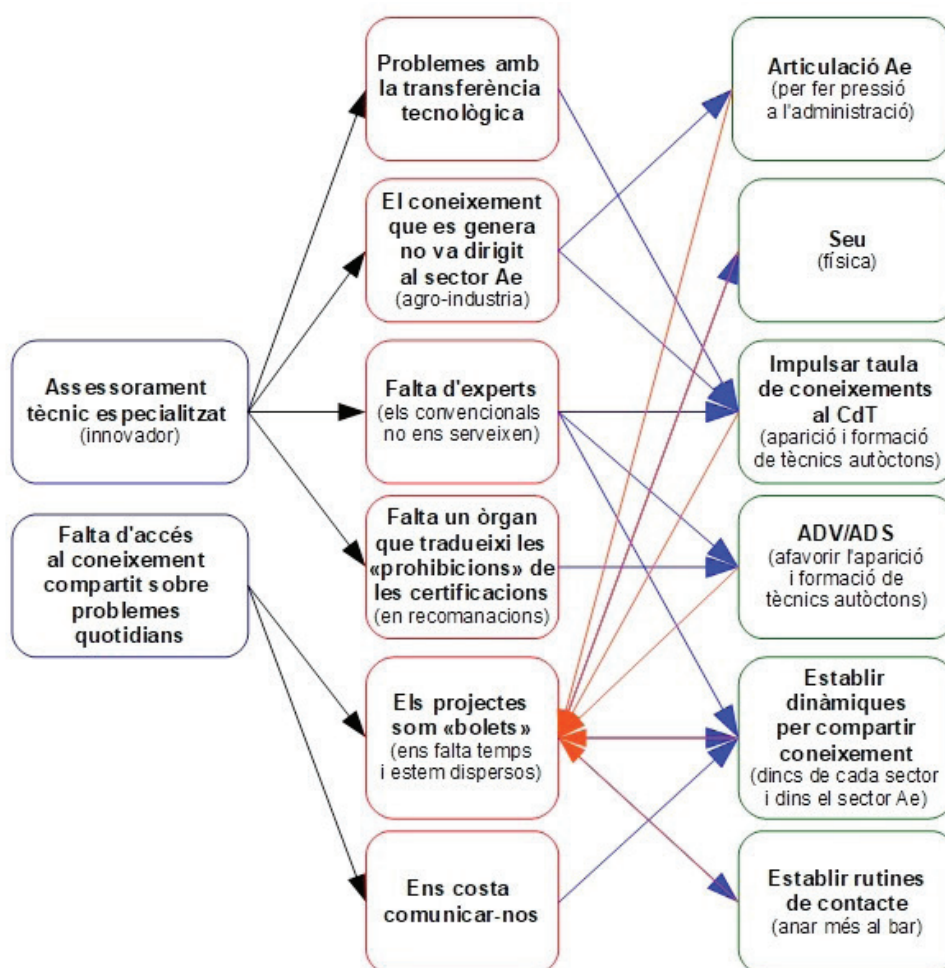 Assessorament
tècnic especialitzat
(innovador)
Falta d'accés
al coneixement
compartit sobre
problemes
quotidians
Problemes amb
la transferència
tecnològica
El coneixement
que es genera
no va dirigit
al sector Ae
(agro-industria)
Falta d'experts
(els convencionals
no ens serveixen)
Falta un òrgan
que tradueixi les
«prohibicions» de
les certificacions
(en recomanacions)
Els projectes
som «bolets»
(ens falta temps
i estem dispersos)
Ens costa
comunicar-nos
Articulació Ae
(per fer pressió
a l'administració)
Seu
(física)
Impulsar taula
de coneixements
al CdT
(aparició i formació
de tècnics autòctons)
ADV/ADS
(afavorir l'aparició
i formació de
tècnics autòctons)
Establir
dinàmiques
per compartir
coneixement
(dincs de cada sector
i dins el sector Ae)
Establir rutines
de contacte
(anar més al bar)